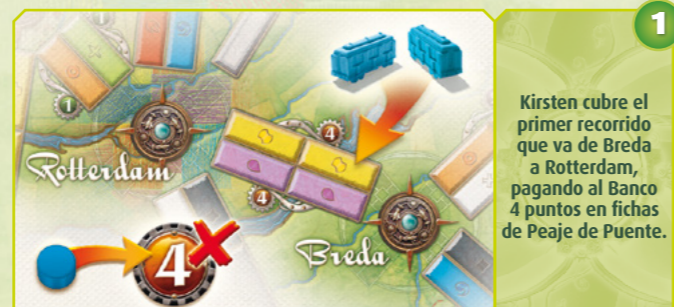 1
1
4
Rotterdam
4
Breda
4
1
Kirsten cubre el
primer recorrido
que va de Breda
a Rotterdam,
pagando al Banco
4 puntos en fichas
de Peaje de Puente.